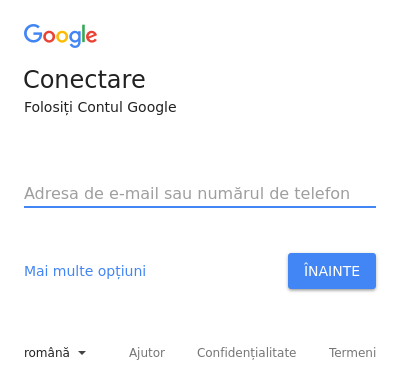 Google
Conectare
Folosiți Contul Google
Adresa de e-mail sau numărul de telefon
Mai multe opțiuni
ÎNAINTE
română
Ajutor
Confidențialitate
Termeni